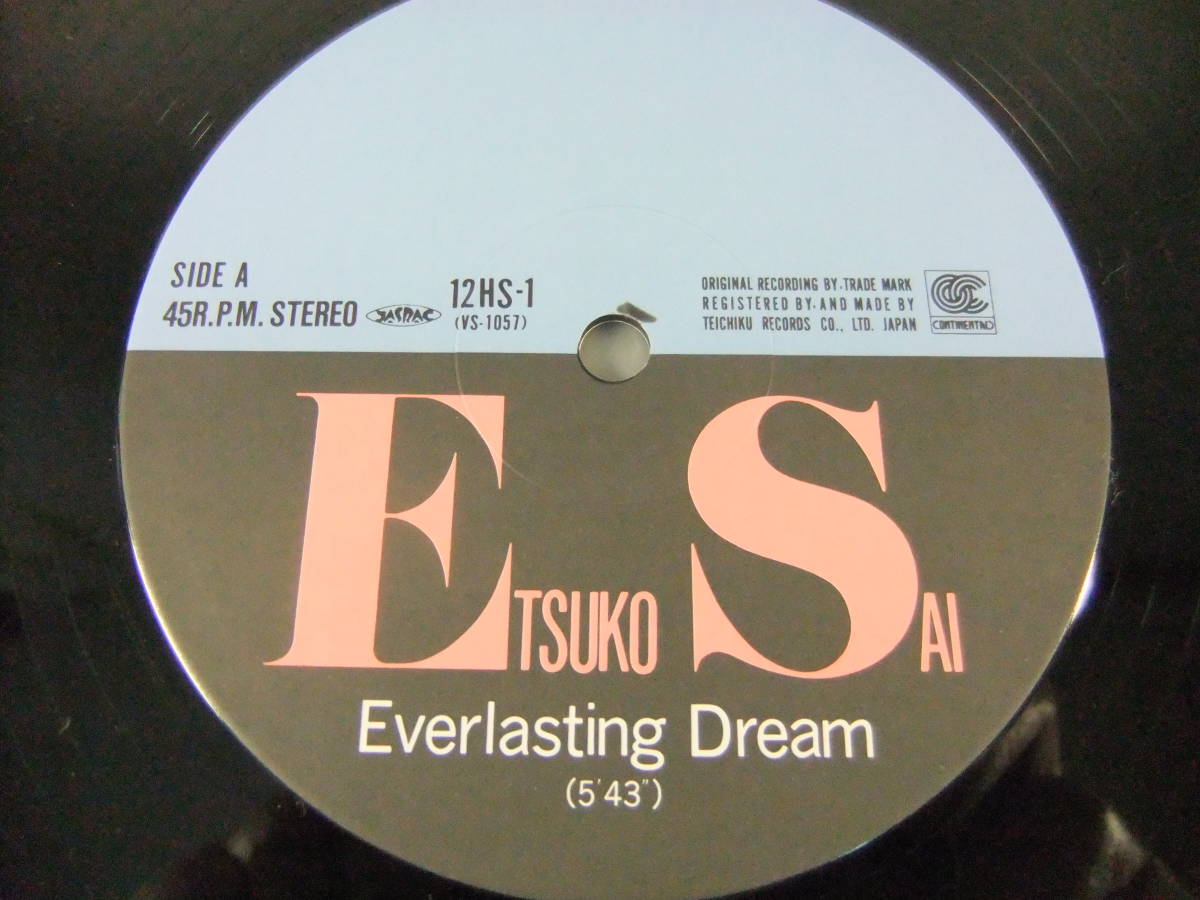 SIDE A
45R.P.M. STEREO
JASRAC
12HS-1
(VS-1057)
ORIGINAL RECORDING BY, TRADE MARK
REGISTERED BY, AND MADE BY
TEICHIKU RECORDS CO., LTD. JAPAN
CONTINENTAL
ETSUKO SAI
Everlasting Dream
(5'43")